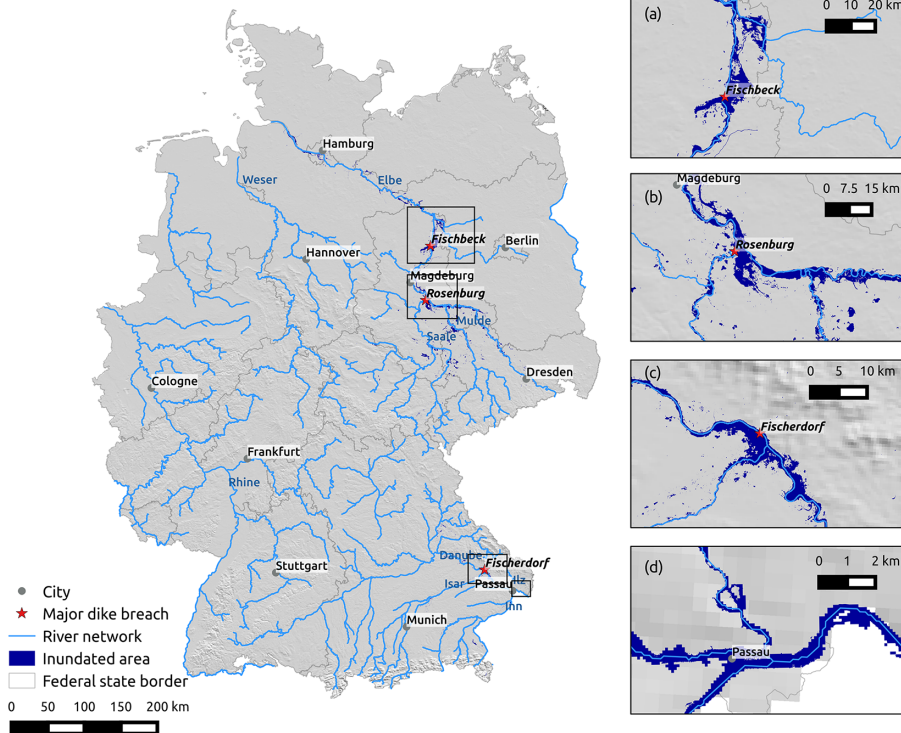 Hamburg
Weser
Elbe
Fischbeck
Berlin
Hannover
Magdeburg
Rosenburg
Mulde
Saale
Dresden
Cologne
Frankfurt
Rhine
Danube
Fischerdorf
Stuttgart
Isar
Passau
Ilz
Inn
Munich
City
Major dike breach
River network
Inundated area
Federal state border
0 50 100 150 200 km
(a)
0 10 20 km
Fischbeck
(b)
Magdeburg
0 7.5 15 km
Rosenburg
(c)
0 5 10 km
Fischerdorf
(d)
0 1 2 km
Passau